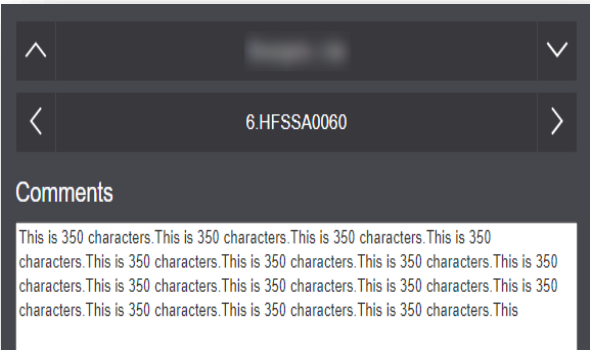 6.HFSSA0060
Comments
This is 350 characters.This is 350 characters.This is 350 characters.This is 350
characters.This is 350 characters.This is 350 characters.This is 350 characters.This is 350
characters.This is 350 characters.This is 350 characters.This is 350 characters.This is 350
characters.This is 350 characters.This is 350 characters.This is 350 characters.This